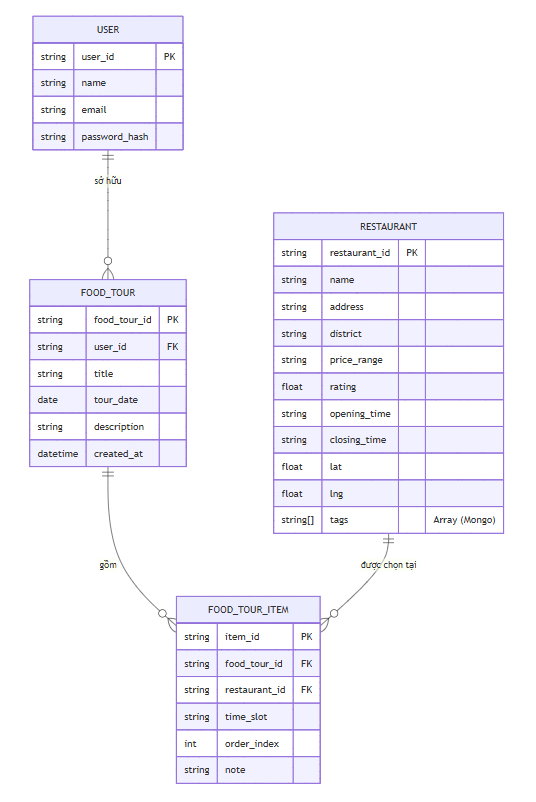 USER
string user_id PK
string name
string email
string password_hash
sở hữu
FOOD_TOUR
string food_tour_id PK
string user_id FK
string title
date tour_date
string description
datetime created_at
RESTAURANT
string restaurant_id PK
string name
string address
string district
string price_range
float rating
string opening_time
string closing_time
float lat
float lng
string[] tags Array (Mongo)
gồm
được chọn tại
FOOD_TOUR_ITEM
string item_id PK
string food_tour_id FK
string restaurant_id FK
string time_slot
int order_index
string note